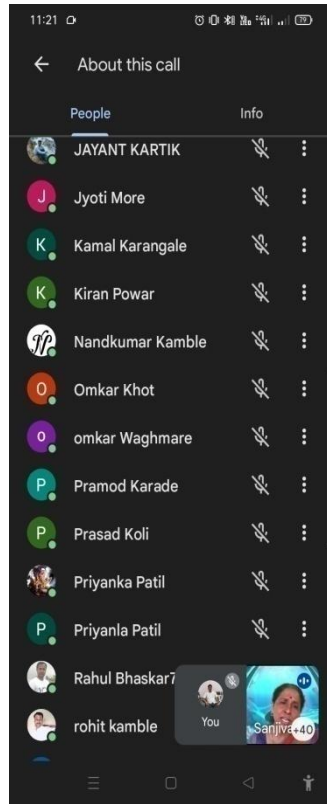 11:21
79
About this call
People Info
JAYANT KARTIK
J Jyoti More
K Kamal Karangale
K Kiran Powar
Nandkumar Kamble
O Omkar Khot
o omkar Waghmare
P Pramod Karade
P Prasad Koli
Priyanka Patil
P Priyanla Patil
Rahul Bhaskar7
rohit kamble
You
Sanjiva
+40